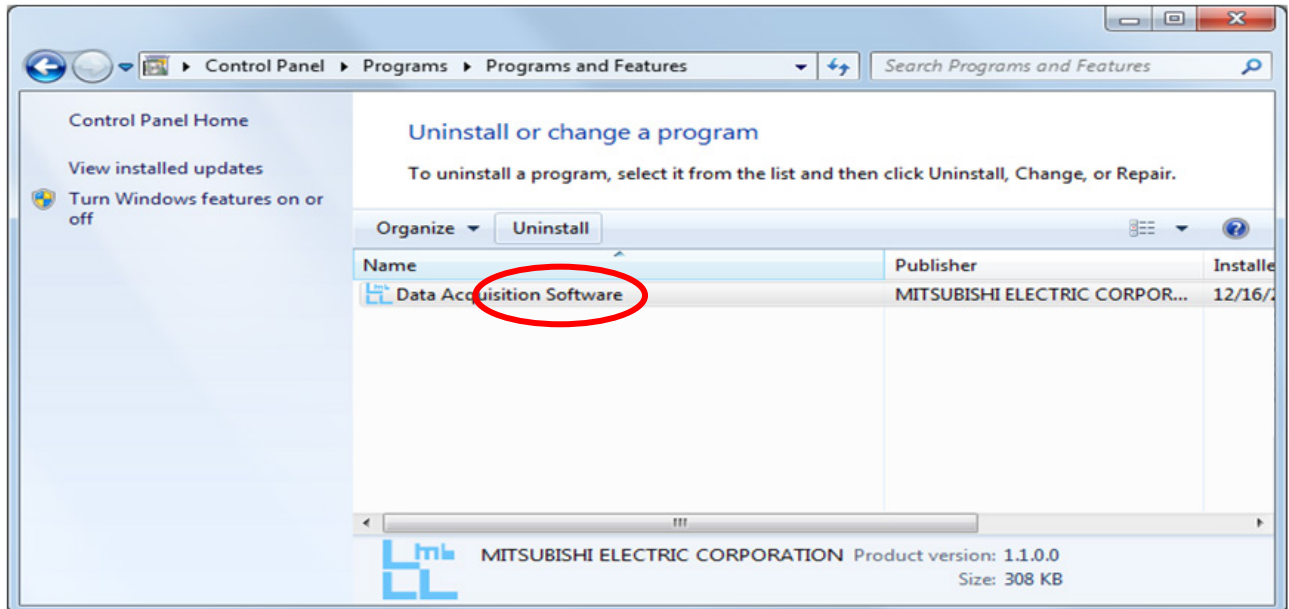 Control Panel ▸ Programs ▸ Programs and Features
Search Programs and Features
Control Panel Home
View installed updates
Turn Windows features on or
off
Uninstall or change a program
To uninstall a program, select it from the list and then click Uninstall, Change, or Repair.
Organize Uninstall
Name Publisher Installe
Data Acquisition Software MITSUBISHI ELECTRIC CORPOR... 12/16/2
MITSUBISHI ELECTRIC CORPORATION Product version: 1.1.0.0
Size: 308 KB